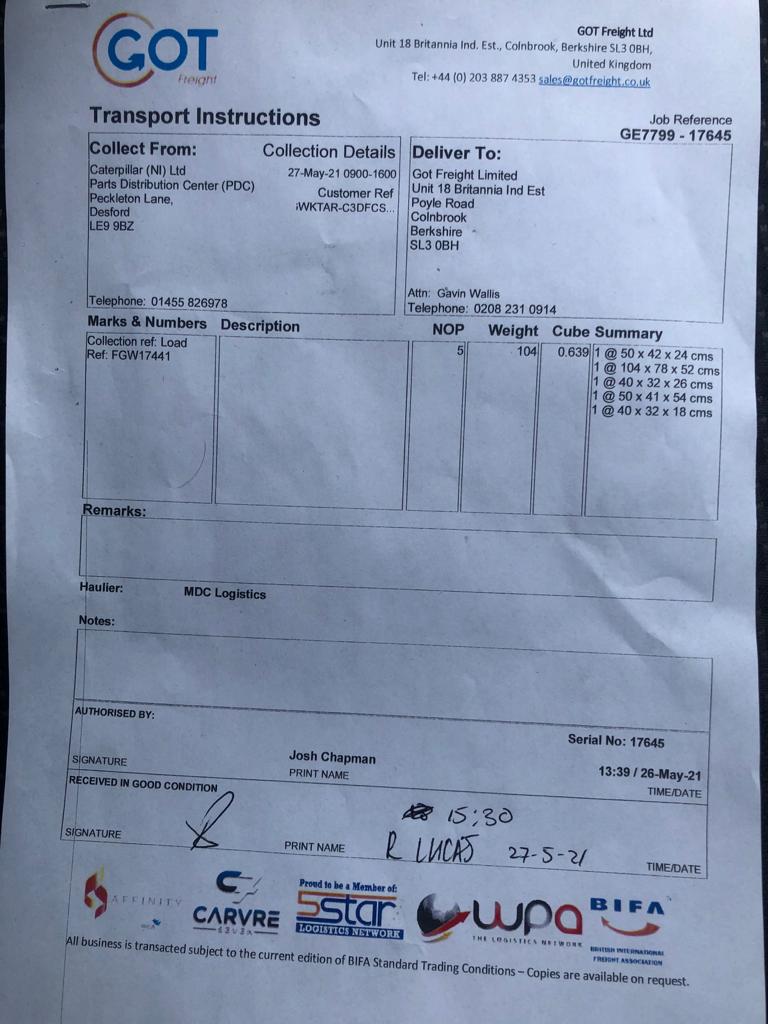 GOT
Freight
GOT Freight Ltd
Unit 18 Britannia Ind. Est., Colnbrook, Berkshire SL3 0BH,
United Kingdom
Tel: +44 (0) 203 887 4353 sales@gotfreight.co.uk
Transport Instructions
Job Reference
GE7799 - 17645
Collect From:
Collection Details
Caterpillar (NI) Ltd
27-May-21 0900-1600
Parts Distribution Center (PDC)
Customer Ref
Peckleton Lane,
iWKTAR-C3DFCS...
Desford
LE9 9BZ
Telephone: 01455 826978
Deliver To:
Got Freight Limited
Unit 18 Britannia Ind Est
Poyle Road
Colnbrook
Berkshire
SL3 0BH
Attn: Gavin Wallis
Telephone: 0208 231 0914
Marks & Numbers Description NOP Weight Cube Summary
Collection ref: Load
Ref: FGW17441
5 104 0.639 1 @ 50 x 42 x 24 cms
1 @ 104 x 78 x 52 cms
1 @ 40 x 32 x 26 cms
1 @ 50 x 41 x 54 cms
1 @ 40 x 32 x 18 cms
Remarks:
Haulier: MDC Logistics
Notes:
AUTHORISED BY:
Serial No: 17645
Josh Chapman
13:39 / 26-May-21
SIGNATURE PRINT NAME TIME/DATE
RECEIVED IN GOOD CONDITION
15:30
R LUCAS 27-5-21
SIGNATURE PRINT NAME TIME/DATE
AFFINITY
CARVRE
Proud to be a Member of:
5star
LOGISTICS NETWORK
wpa
THE LOGISTICS NETWORK
BIFA
BRITISH INTERNATIONAL
FREIGHT ASSOCIATION
All business is transacted subject to the current edition of BIFA Standard Trading Conditions – Copies are available on request.